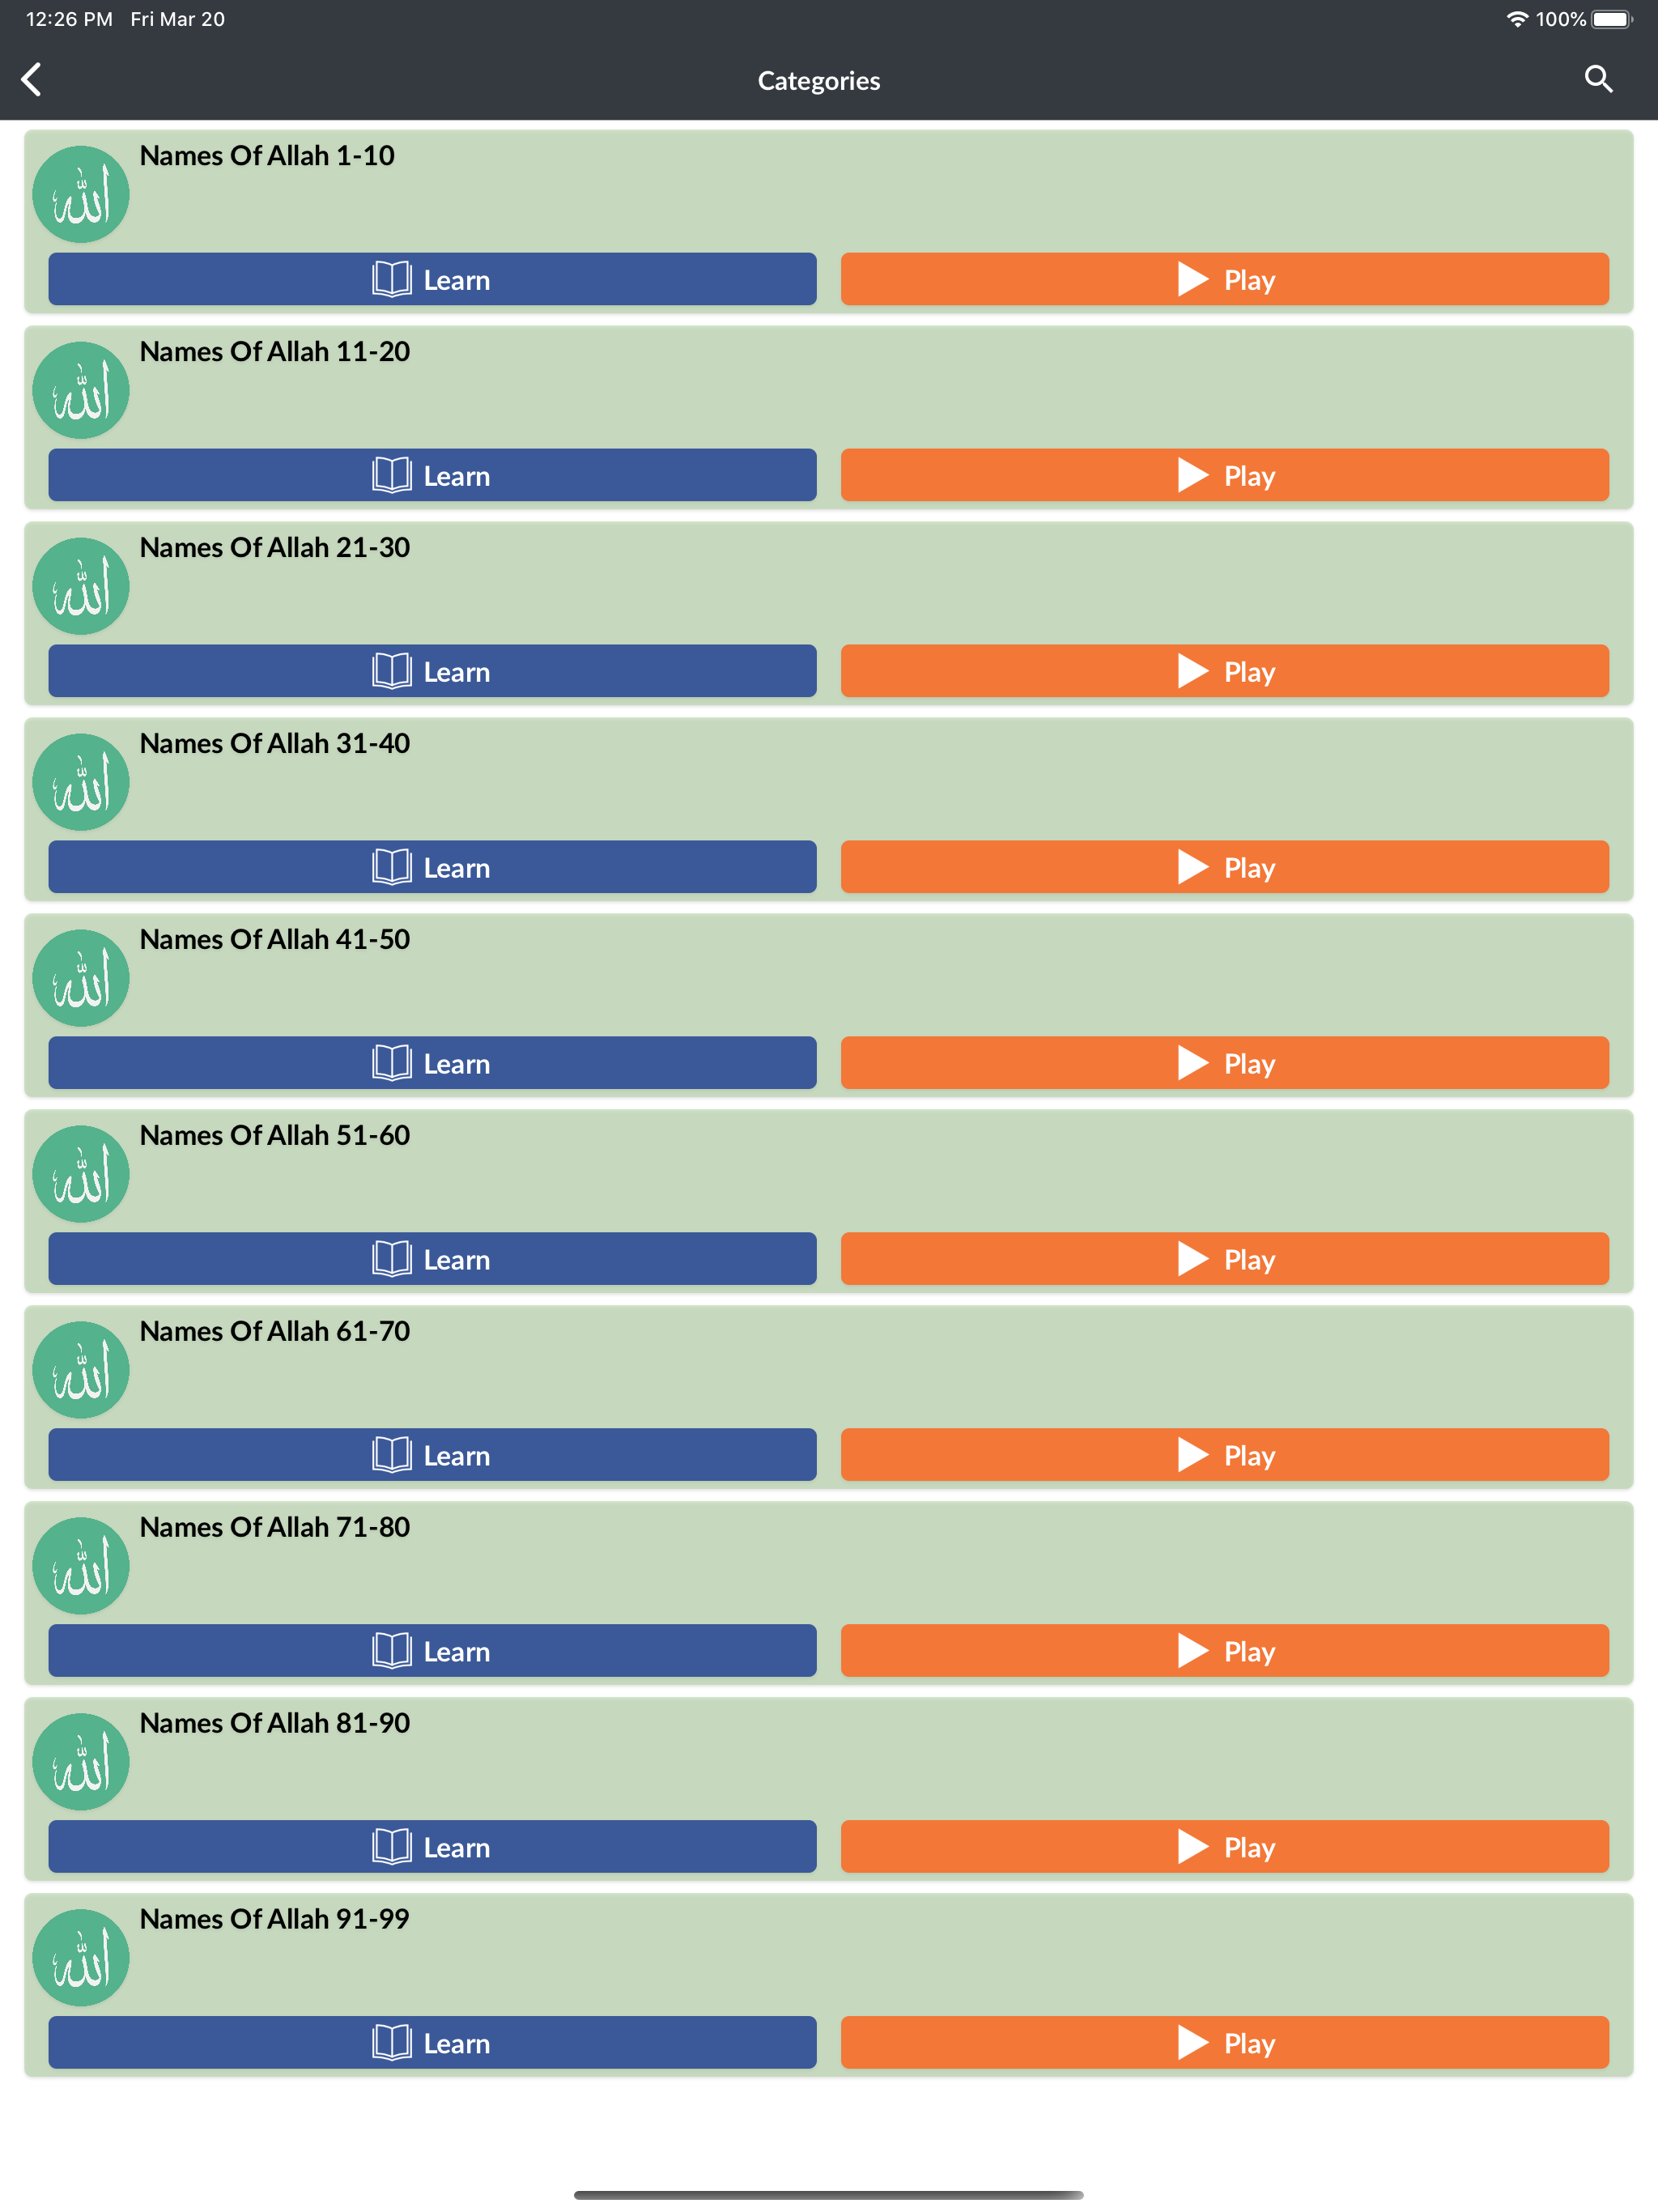 12:26 PM Fri Mar 20 100%
Categories
Names Of Allah 1-10
الله
Learn Play
Names Of Allah 11-20
الله
Learn Play
Names Of Allah 21-30
الله
Learn Play
Names Of Allah 31-40
الله
Learn Play
Names Of Allah 41-50
الله
Learn Play
Names Of Allah 51-60
الله
Learn Play
Names Of Allah 61-70
الله
Learn Play
Names Of Allah 71-80
الله
Learn Play
Names Of Allah 81-90
الله
Learn Play
Names Of Allah 91-99
الله
Learn Play